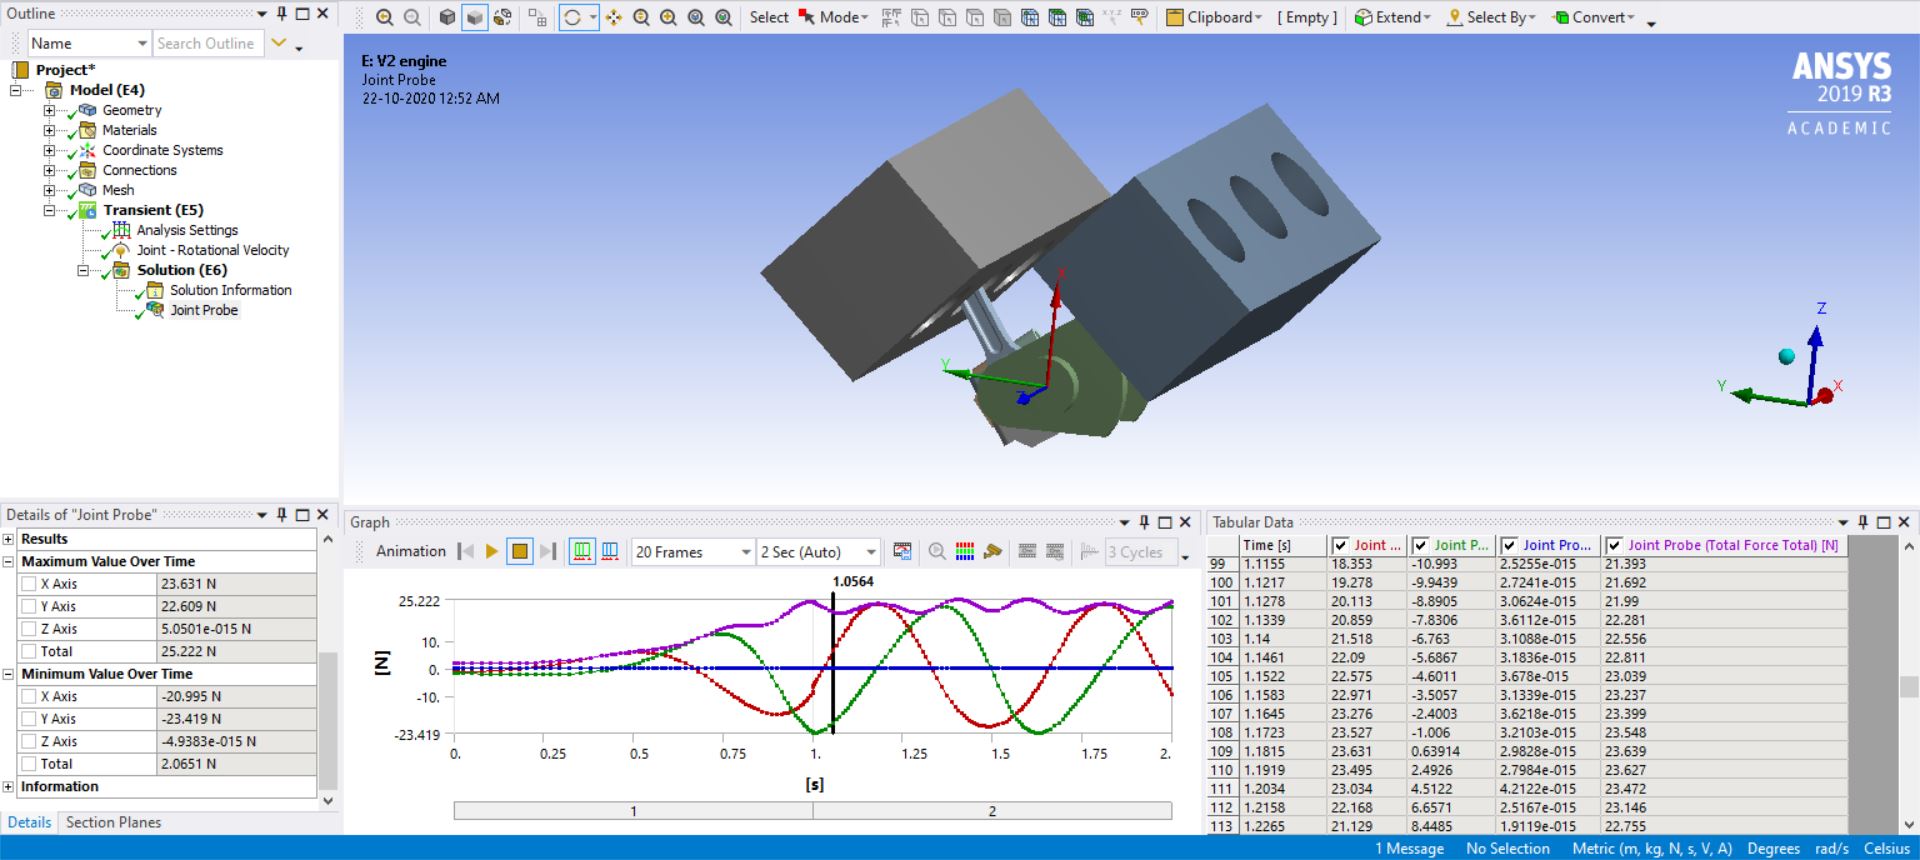 Outline
Name
Search Outline
Project*
Model (E4)
Geometry
Materials
Coordinate Systems
Connections
Mesh
Transient (E5)
Analysis Settings
Joint - Rotational Velocity
Solution (E6)
Solution Information
Joint Probe
Select Mode Clipboard [ Empty ] Extend Select By Convert
E: V2 engine
Joint Probe
22-10-2020 12:52 AM
ANSYS
2019 R3
ACADEMIC
X
Y
Z
Z
Y
X
Details of "Joint Probe"
Results
Maximum Value Over Time
X Axis 23.631 N
Y Axis 22.609 N
Z Axis 5.0501e-015 N
Total 25.222 N
Minimum Value Over Time
X Axis -20.995 N
Y Axis -23.419 N
Z Axis -4.9383e-015 N
Total 2.0651 N
Information
Details Section Planes
Graph
Animation 20 Frames 2 Sec (Auto) 3 Cycles
1.0564
25.222
10.
0.
-10.
-23.419
[N]
0. 0.25 0.5 0.75 1. 1.25 1.5 1.75 2.
[s]
1 2
Tabular Data
Time [s] Joint ... Joint P... Joint Pro... Joint Probe (Total Force Total) [N]
99 1.1155 18.353 -10.993 2.5255e-015 21.393
100 1.1217 19.278 -9.9439 2.7241e-015 21.692
101 1.1278 20.113 -8.8905 3.0624e-015 21.99
102 1.1339 20.859 -7.8306 3.6112e-015 22.281
103 1.14 21.518 -6.763 3.1088e-015 22.556
104 1.1461 22.09 -5.6867 3.1836e-015 22.811
105 1.1522 22.575 -4.6011 3.678e-015 23.039
106 1.1583 22.971 -3.5057 3.1339e-015 23.237
107 1.1645 23.276 -2.4003 3.6218e-015 23.399
108 1.1723 23.527 -1.006 3.2103e-015 23.548
109 1.1815 23.631 0.63914 2.9828e-015 23.639
110 1.1919 23.495 2.4926 2.7984e-015 23.627
111 1.2034 23.034 4.5122 4.2122e-015 23.472
112 1.2158 22.168 6.6571 2.5167e-015 23.146
113 1.2265 21.129 8.4485 1.9119e-015 22.755
1 Message No Selection Metric (m, kg, N, s, V, A) Degrees rad/s Celsius